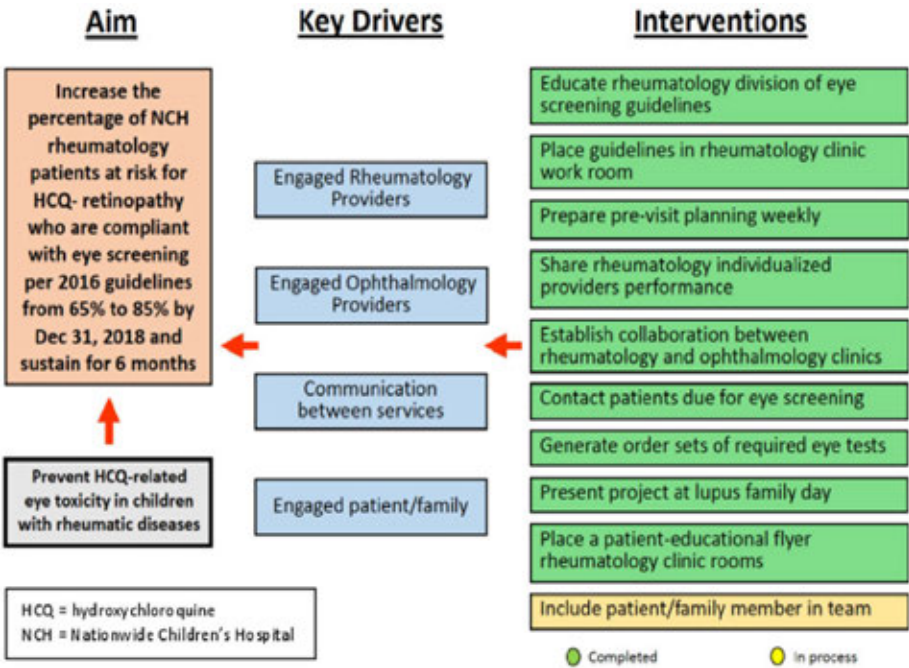 Aim
Key Drivers
Interventions
Increase the
percentage of NCH
rheumatology
patients at risk for
HCQ- retinopathy
who are compliant
with eye screening
per 2016 guidelines
from 65% to 85% by
Dec 31, 2018 and
sustain for 6 months
Prevent HCQ-related
eye toxicity in children
with rheumatic diseases
HCQ = hydroxychloroquine
NCH = Nationwide Children's Hospital
Engaged Rheumatology
Providers
Engaged Ophthalmology
Providers
Communication
between services
Engaged patient/family
Educate rheumatology division of eye
screening guidelines
Place guidelines in rheumatology clinic
work room
Prepare pre-visit planning weekly
Share rheumatology individualized
providers performance
Establish collaboration between
rheumatology and ophthalmology clinics
Contact patients due for eye screening
Generate order sets of required eye tests
Present project at lupus family day
Place a patient-educational flyer
rheumatology clinic rooms
Include patient/family member in team
Completed
In process